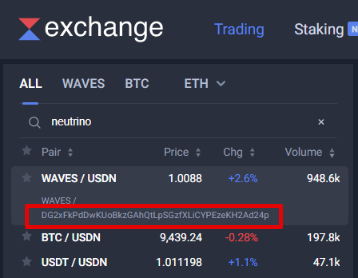 exchange
Trading
Staking N
ALL WAVES BTC ETH
neutrino ×
Pair Price Chg Volume
WAVES / USDN 1.0088 +2.6% 948.6k
WAVES /
DG2xFkPdDwKUoBkzGAhQtLpSGzfXLiCYPEzeKH2Ad24p
BTC / USDN 9,439.24 -0.28% 197.8k
USDT / USDN 1.011198 +1.1% 47.1k